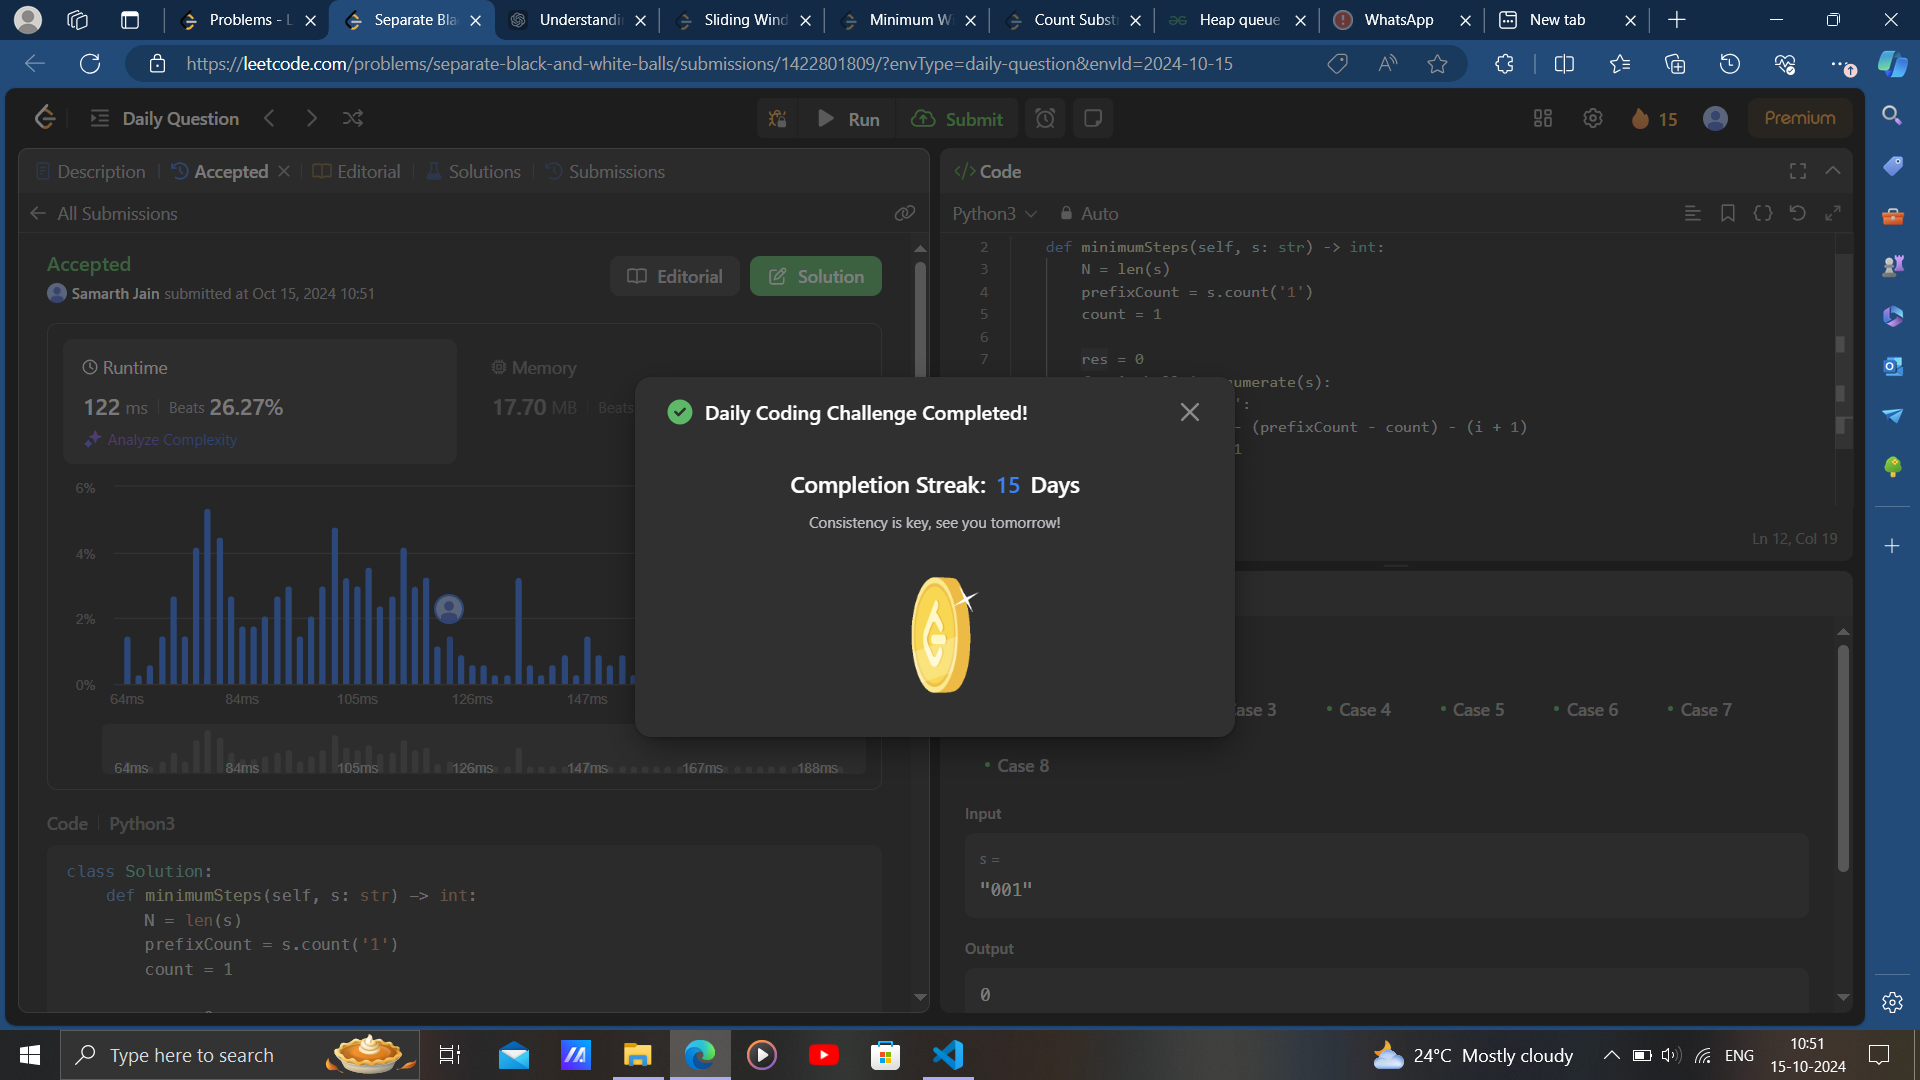 Problems - L
Separate Bla
Understandin
Sliding Wind
Minimum Wi
Count Subst
Heap queue
WhatsApp
New tab
https://leetcode.com/problems/separate-black-and-white-balls/submissions/1422801809/?envType=daily-question&envId=2024-10-15
Daily Question
Run
Submit
15
Premium
Description
Accepted
Editorial
Solutions
Submissions
All Submissions
Accepted
Samarth Jain submitted at Oct 15, 2024 10:51
Editorial
Solution
Runtime
122 ms
Beats 26.27%
Analyze Complexity
Memory
17.70 MB
Beats
6%
4%
2%
0%
64ms
84ms
105ms
126ms
147ms
64ms
84ms
105ms
126ms
147ms
167ms
188ms
Code
Python3
class Solution:
def minimumSteps(self, s: str) -> int:
N = len(s)
prefixCount = s.count('1')
count = 1
Daily Coding Challenge Completed!
Completion Streak: 15 Days
Consistency is key, see you tomorrow!
</> Code
Python3
Auto
2 def minimumSteps(self, s: str) -> int:
3 N = len(s)
4 prefixCount = s.count('1')
5 count = 1
6
7 res = 0
umerate(s):
':
- (prefixCount - count) - (i + 1)
1
Ln 12, Col 19
ase 3
Case 4
Case 5
Case 6
Case 7
Case 8
Input
s =
"001"
Output
0
Type here to search
24°C Mostly cloudy
ENG
10:51
15-10-2024